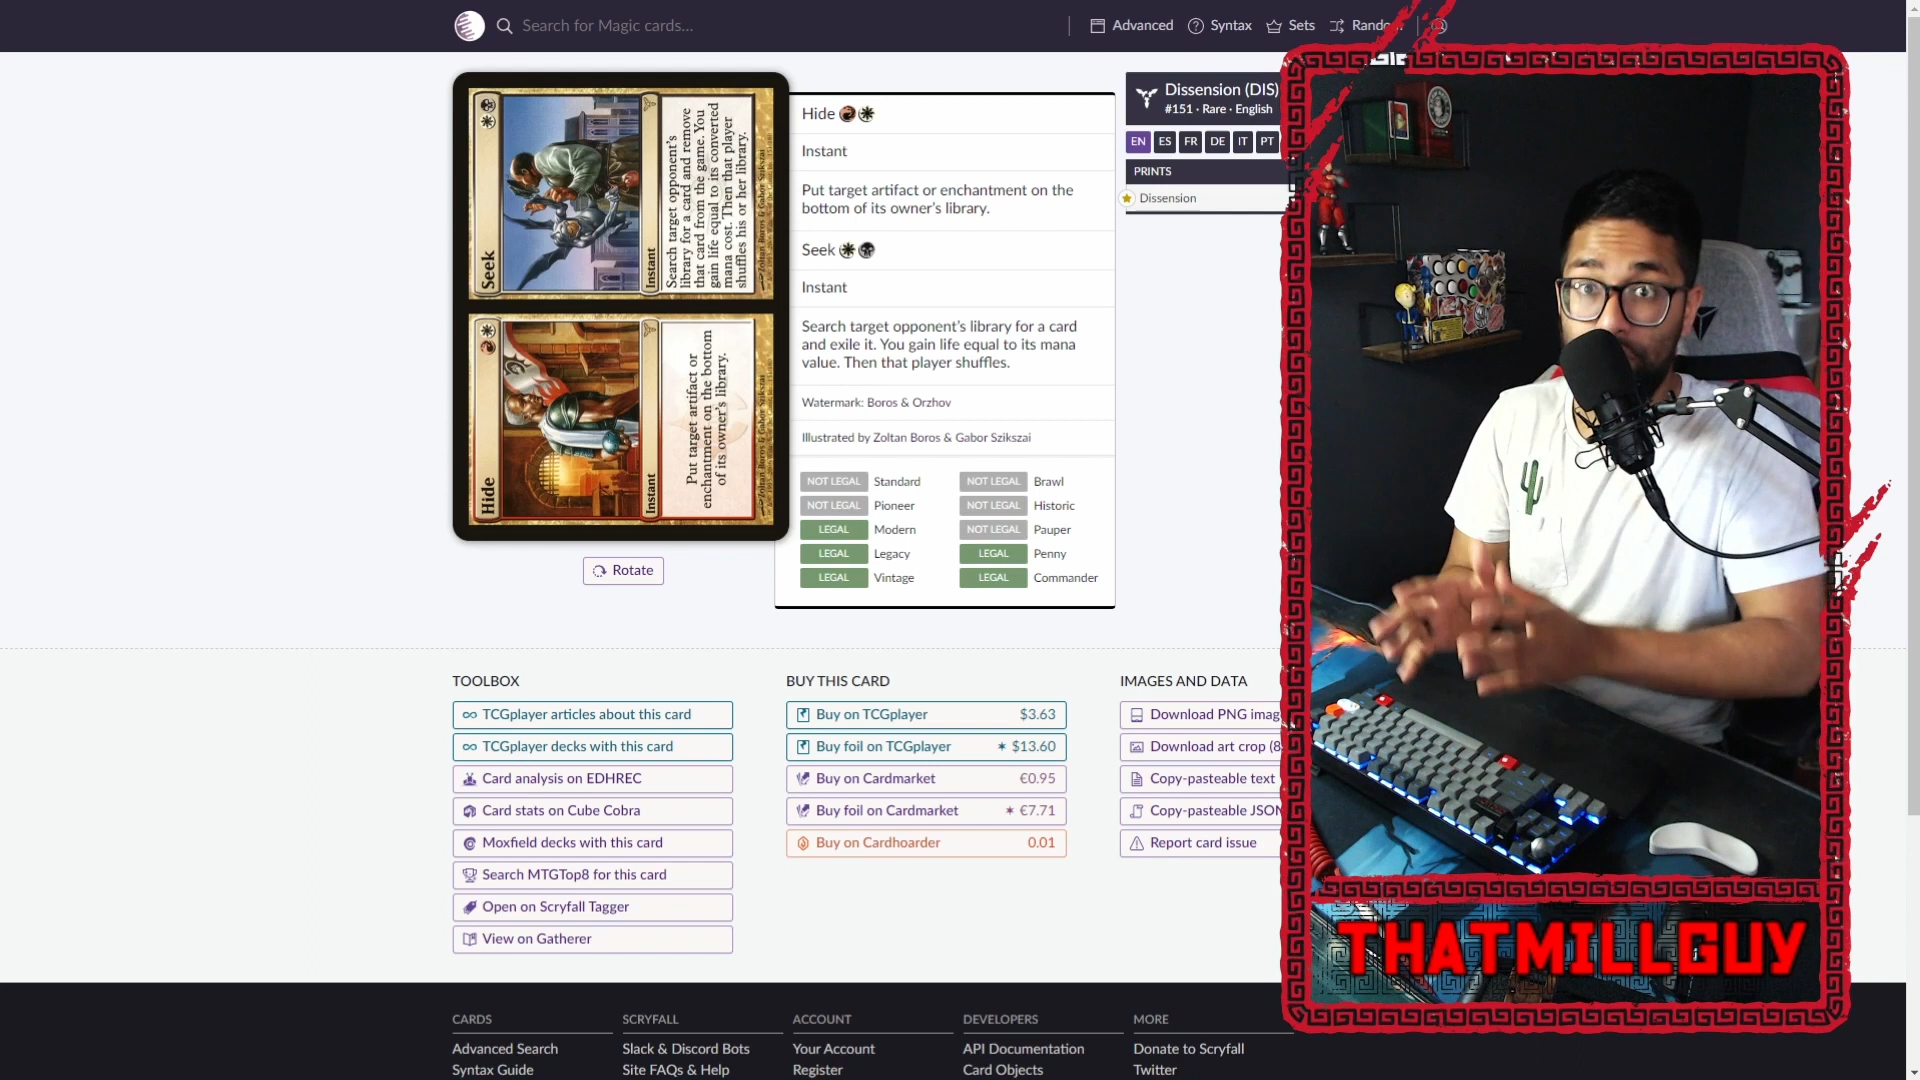 Search for Magic cards...
Advanced
Syntax
Sets
Hide
Instant
Put target artifact or enchantment on the
bottom of its owner's library.
Seek
Instant
Search target opponent's library for a card
and exile it. You gain life equal to its mana
value. Then that player shuffles.
Watermark: Boros & Orzhov
Illustrated by Zoltan Boros & Gabor Szikszai
NOT LEGAL Standard
NOT LEGAL Brawl
NOT LEGAL Pioneer
NOT LEGAL Historic
LEGAL Modern
NOT LEGAL Pauper
LEGAL Legacy
LEGAL Penny
LEGAL Vintage
LEGAL Commander
Seek
Instant
Search target opponent's
library for a card and remove
that card from the game. You
gain life equal to its converted
mana cost. Then that player
shuffles his or her library.
Hide
Instant
Put target artifact or
enchantment on the bottom
of its owner's library.
Rotate
Dissension (DIS)
#151 · Rare · English
EN ES FR DE IT PT
PRINTS
Dissension
TOOLBOX
TCGplayer articles about this card
TCGplayer decks with this card
Card analysis on EDHREC
Card stats on Cube Cobra
Moxfield decks with this card
Search MTGTop8 for this card
Open on Scryfall Tagger
View on Gatherer
BUY THIS CARD
Buy on TCGplayer $3.63
Buy foil on TCGplayer ✶ $13.60
Buy on Cardmarket €0.95
Buy foil on Cardmarket ✶ €7.71
Buy on Cardhoarder 0.01
IMAGES AND DATA
Download PNG imag
Download art crop (8
Copy-pasteable text
Copy-pasteable JSON
Report card issue
THATMILLGUY
CARDS
Advanced Search
Syntax Guide
SCRYFALL
Slack & Discord Bots
Site FAQs & Help
ACCOUNT
Your Account
Register
DEVELOPERS
API Documentation
Card Objects
MORE
Donate to Scryfall
Twitter